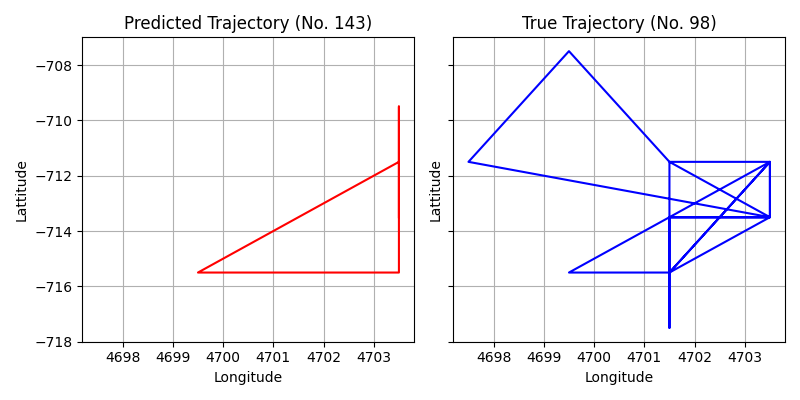 Predicted Trajectory (No. 143)
True Trajectory (No. 98)
−708
−710
−712
−714
−716
−718
Lattitude
Lattitude
4698 4699 4700 4701 4702 4703
4698 4699 4700 4701 4702 4703
Longitude
Longitude